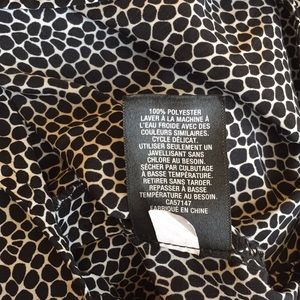 100% POLYESTER
LAVER À LA MACHINE À
L'EAU FROIDE AVEC DES
COULEURS SIMILAIRES.
CYCLE DÉLICAT.
UTILISER SEULEMENT UN
JAVELLISANT SANS
CHLORE AU BESOIN.
SÉCHER PAR CULBUTAGE
À BASSE TEMPÉRATURE.
RETIRER SANS TARDER.
REPASSER À BASSE
TEMPÉRATURE AU BESOIN.
CA57147
FABRIQUE EN CHINE